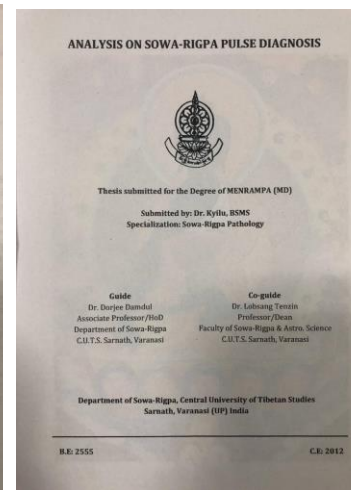 ANALYSIS ON SOWA-RIGPA PULSE DIAGNOSIS
Thesis submitted for the Degree of MENRAMPA (MD)
Submitted by: Dr. Kyilu, BSMS
Specialization: Sowa-Rigpa Pathology
Guide
Dr. Dorjee Damdul
Associate Professor/HoD
Department of Sowa-Rigpa
C.U.T.S. Sarnath, Varanasi
Co-guide
Dr. Lobsang Tenzin
Professor/Dean
Faculty of Sowa-Rigpa & Astro. Science
C.U.T.S. Sarnath, Varanasi
Department of Sowa-Rigpa, Central University of Tibetan Studies
Sarnath, Varanasi (UP) India
B.E: 2555 C.E: 2012